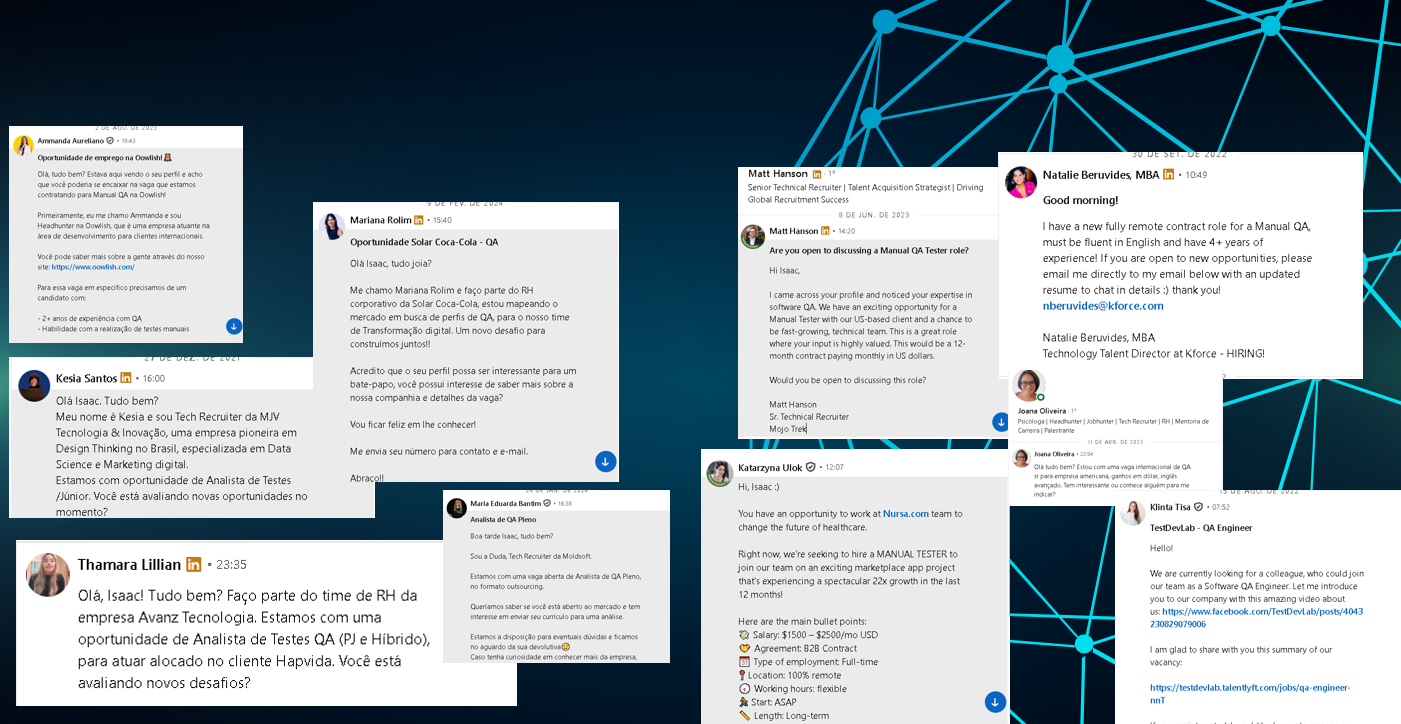 2 DE AGO. DE 2023
Ammanda Aureliano • 18:43
Oportunidade de emprego na Oowlish!
Olá, tudo bem? Estava aqui vendo o seu perfil e acho
que você poderia se encaixar na vaga que estamos
contratando para Manual QA na Oowlish!
Primeiramente, eu me chamo Ammanda e sou
Headhunter na Oowlish, que é uma empresa atuante na
área de desenvolvimento para clientes internacionais.
Você pode saber mais sobre a gente através do nosso
site: https://www.oowlish.com/
Para essa vaga em específico precisamos de um
candidato com:
- 2+ anos de experiência com QA
- Habilidade com a realização de testes manuais
27 DE DEZ. DE 2021
Kesia Santos in • 16:00
Olá Isaac. Tudo bem?
Meu nome é Kesia e sou Tech Recruiter da MJV
Tecnologia & Inovação, uma empresa pioneira em
Design Thinking no Brasil, especializada em Data
Science e Marketing digital.
Estamos com oportunidade de Analista de Testes
/Júnior. Você está avaliando novas oportunidades no
momento?
Thamara Lillian in • 23:35
Olá, Isaac! Tudo bem? Faço parte do time de RH da
empresa Avanz Tecnologia. Estamos com uma
oportunidade de Analista de Testes QA (PJ e Híbrido),
para atuar alocado no cliente Hapvida. Você está
avaliando novos desafios?
9 DE FEV. DE 2024
Mariana Rolim in • 15:40
Oportunidade Solar Coca-Cola - QA
Olá Isaac, tudo joia?
Me chamo Mariana Rolim e faço parte do RH
corporativo da Solar Coca-Cola, estou mapeando o
mercado em busca de perfis de QA, para o nosso time
de Transformação digital. Um novo desafio para
construímos juntos!!
Acredito que o seu perfil possa ser interessante para um
bate-papo, você possui interesse de saber mais sobre a
nossa companhia e detalhes da vaga?
Vou ficar feliz em lhe conhecer!
Me envia seu número para contato e e-mail.
Abraço!!
24 DE JAN. DE 2024
Maria Eduarda Bantim • 16:38
Analista de QA Pleno
Boa tarde Isaac, tudo bem?
Sou a Duda, Tech Recruiter da Moldsoft.
Estamos com uma vaga aberta de Analista de QA Pleno,
no formato outsourcing.
Queríamos saber se você está aberto ao mercado e tem
interesse em enviar seu currículo para uma análise.
Estamos a disposição para eventuais dúvidas e ficamos
no aguardo da sua devolutiva
Caso tenha curiosidade em conhecer mais da empresa,
Matt Hanson in · 1º
Senior Technical Recruiter | Talent Acquisition Strategist | Driving
Global Recruitment Success
8 DE JUN. DE 2023
Matt Hanson in • 14:20
Are you open to discussing a Manual QA Tester role?
Hi Isaac,
I came across your profile and noticed your expertise in
software QA. We have an exciting opportunity for a
Manual Tester with our US-based client and a chance to
be fast-growing, technical team. This is a great role
where your input is highly valued. This would be a 12-
month contract paying monthly in US dollars.
Would you be open to discussing this role?
Matt Hanson
Sr. Technical Recruiter
Mojo Trek
Katarzyna Ulok • 12:07
Hi, Isaac :)
You have an opportunity to work at Nursa.com team to
change the future of healthcare.
Right now, we're seeking to hire a MANUAL TESTER to
join our team on an exciting marketplace app project
that's experiencing a spectacular 22x growth in the last
12 months!
Here are the main bullet points:
Salary: $1500 – $2500/mo USD
Agreement: B2B Contract
Type of employment: Full-time
Location: 100% remote
Working hours: flexible
Start: ASAP
Length: Long-term
30 DE SET. DE 2022
Natalie Beruvides, MBA in • 10:49
Good morning!
I have a new fully remote contract role for a Manual QA,
must be fluent in English and have 4+ years of
experience! If you are open to new opportunities, please
email me directly to my email below with an updated
resume to chat in details :) thank you!
nberuvides@kforce.com
Natalie Beruvides, MBA
Technology Talent Director at Kforce - HIRING!
Joana Oliveira · 1º
Psicóloga | Headhunter | Jobhunter | Tech Recruiter | RH | Mentoria de
Carreira | Palestrante
11 DE ABR. DE 2023
Joana Oliveira • 22:54
Olá tudo bem? Estou com uma vaga internacional de QA
sr para empresa americana, ganhos em dólar, inglês
avançado. Tem interesse ou conhece alguém para me
indicar?
15 DE AGO. DE 2022
Klinta Tisa • 07:52
TestDevLab - QA Engineer
Hello!
We are currently looking for a colleague, who could join
our team as a Software QA Engineer. Let me introduce
you to our company with this amazing video about
us: https://www.facebook.com/TestDevLab/posts/4043
230829079006
I am glad to share with you this summary of our
vacancy:
https://testdevlab.talentlyft.com/jobs/qa-engineer-
nnT